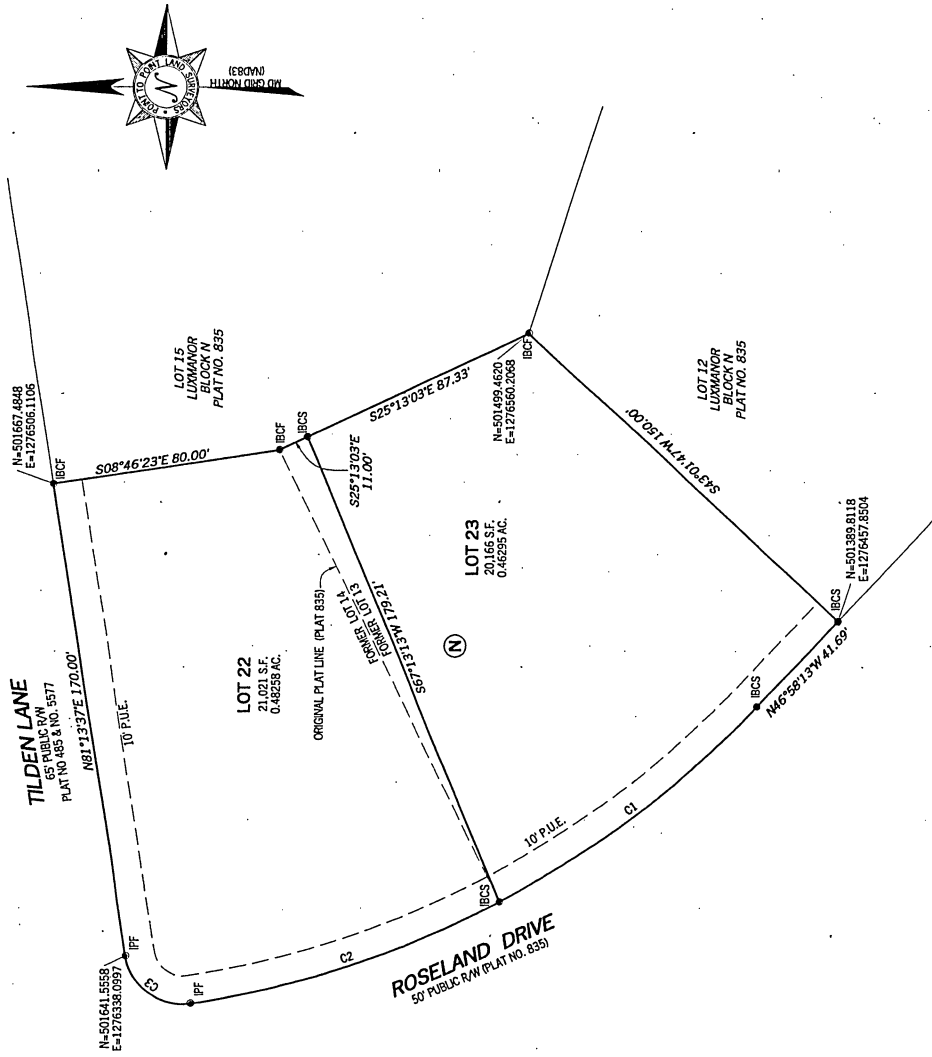 POINT TO POINT LAND SURVEYORS
N
MD GRID NORTH
(NAD83)
N=501667.4848
E=1276506.1106
IBCF
TILDEN LANE
65' PUBLIC R/W
PLAT NO 485 & NO. 5577
N81°13'37"E 170.00'
10' P.U.E.
S08°46'23"E 80.00'
LOT 15
LUXMANOR
BLOCK N
PLAT NO. 835
IBCF
IBCS
S25°13'03"E
11.00'
S25°13'03"E 87.33'
N=501499.4620
E=1276560.2068
IBCF
LOT 12
LUXMANOR
BLOCK N
PLAT NO. 835
S43°01'47"W 150.00'
LOT 22
21,021 S.F.
0.48258 AC.
ORIGINAL PLAT LINE (PLAT 835)
FORMER LOT 14
FORMER LOT 13
S67°13'13"W 179.21'
LOT 23
20,166 S.F.
0.46295 AC.
N
N=501389.8118
E=1276457.8504
IBCS
N46°58'13"W 41.69'
IBCS
C1
10' P.U.E.
IBCS
C2
ROSELAND DRIVE
50' PUBLIC R/W (PLAT NO. 835)
IPF
C3
IPF
N=501641.5558
E=1276338.0997